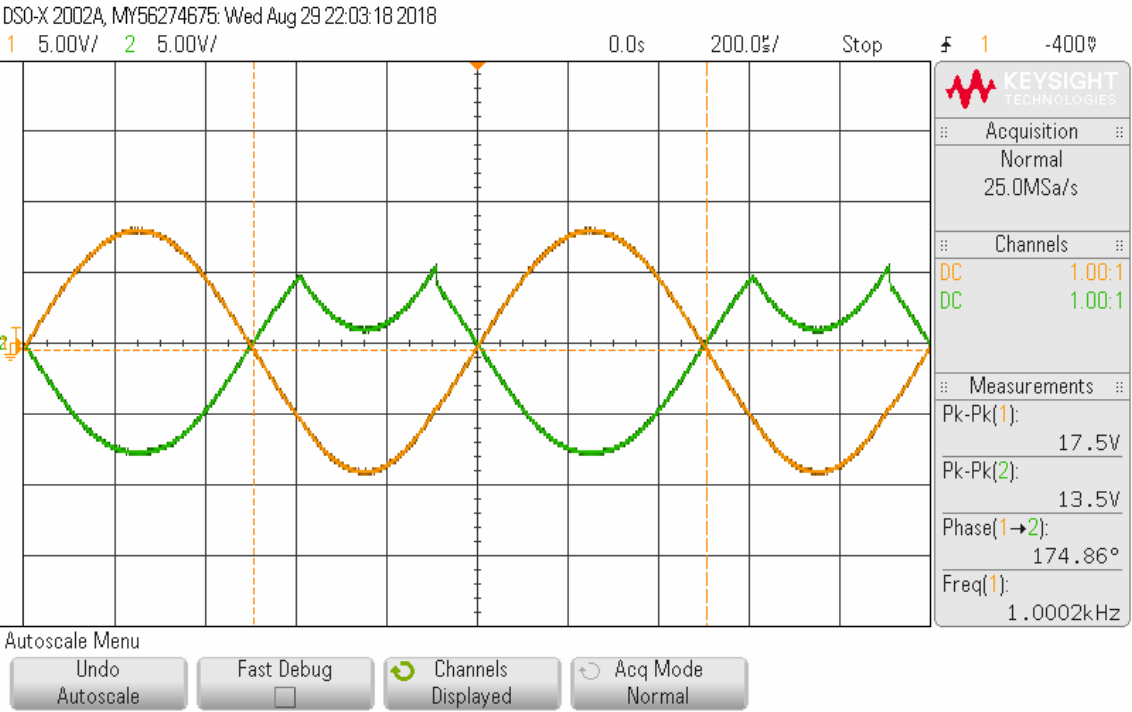 DSO-X 2002A, MY56274675: Wed Aug 29 22:03:18 2018
1 5.00V/ 2 5.00V/ 0.0s 200.0µs/ Stop 1 -400mV
KEYSIGHT
TECHNOLOGIES
Acquisition
Normal
25.0MSa/s
Channels
DC 1.00:1
DC 1.00:1
2
Measurements
Pk-Pk(1):
17.5V
Pk-Pk(2):
13.5V
Phase(1→2):
174.86°
Freq(1):
1.0002kHz
Autoscale Menu
Undo
Autoscale
Fast Debug
Channels
Displayed
Acq Mode
Normal